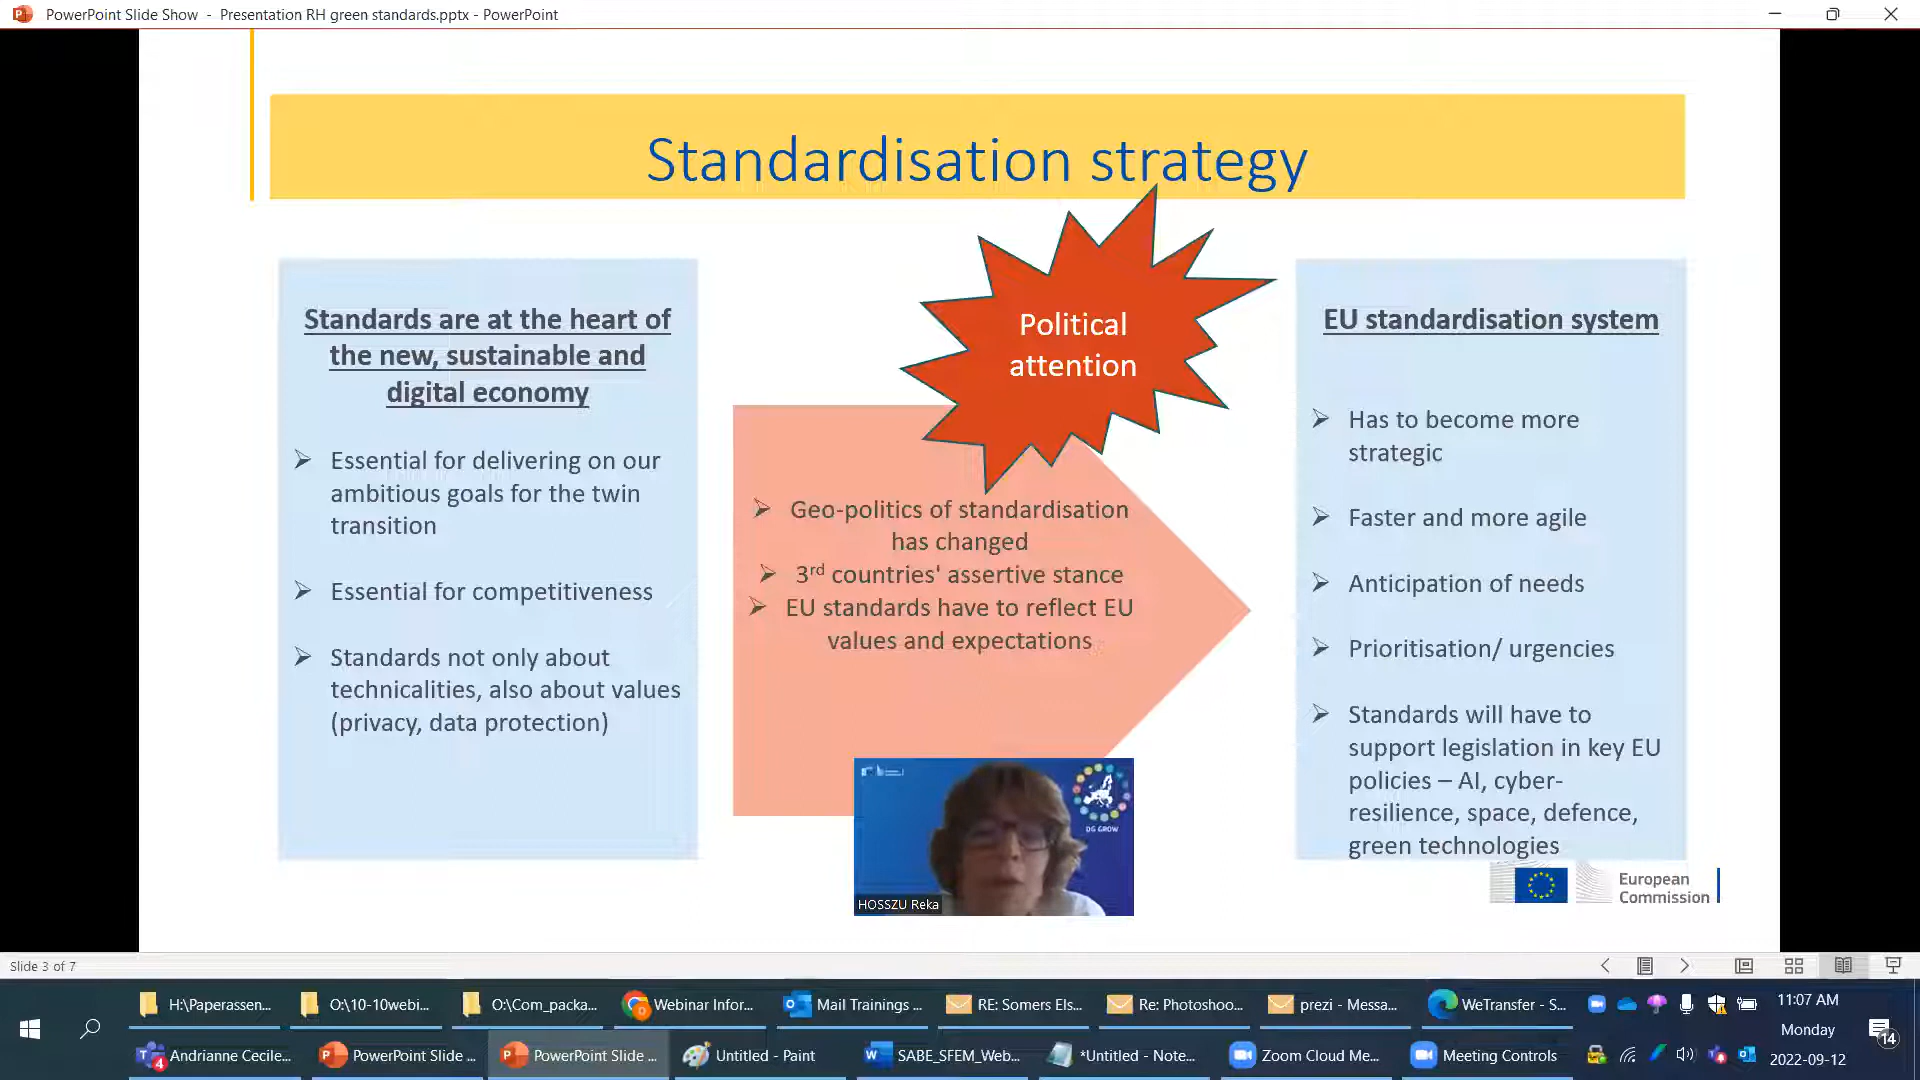 PowerPoint Slide Show - Presentation RH green standards.pptx - PowerPoint
Standardisation strategy
Standards are at the heart of
the new, sustainable and
digital economy
Essential for delivering on our
ambitious goals for the twin
transition
Essential for competitiveness
Standards not only about
technicalities, also about values
(privacy, data protection)
Political
attention
Geo-politics of standardisation
has changed
3rd countries' assertive stance
EU standards have to reflect EU
values and expectations
EU standardisation system
Has to become more
strategic
Faster and more agile
Anticipation of needs
Prioritisation/ urgencies
Standards will have to
support legislation in key EU
policies – AI, cyber-
resilience, space, defence,
green technologies
DG GROW
HOSSZU Reka
European
Commission
Slide 3 of 7
H:\Paperassen...
O:\10-10webi...
O:\Com_packa...
Webinar Infor...
Mail Trainings ...
RE: Somers Els...
Re: Photoshoo...
prezi - Messa...
WeTransfer - S...
11:07 AM
Monday
2022-09-12
14
4
Andrianne Cecile...
PowerPoint Slide ...
PowerPoint Slide ...
Untitled - Paint
SABE_SFEM_Web...
*Untitled - Note...
Zoom Cloud Me...
Meeting Controls